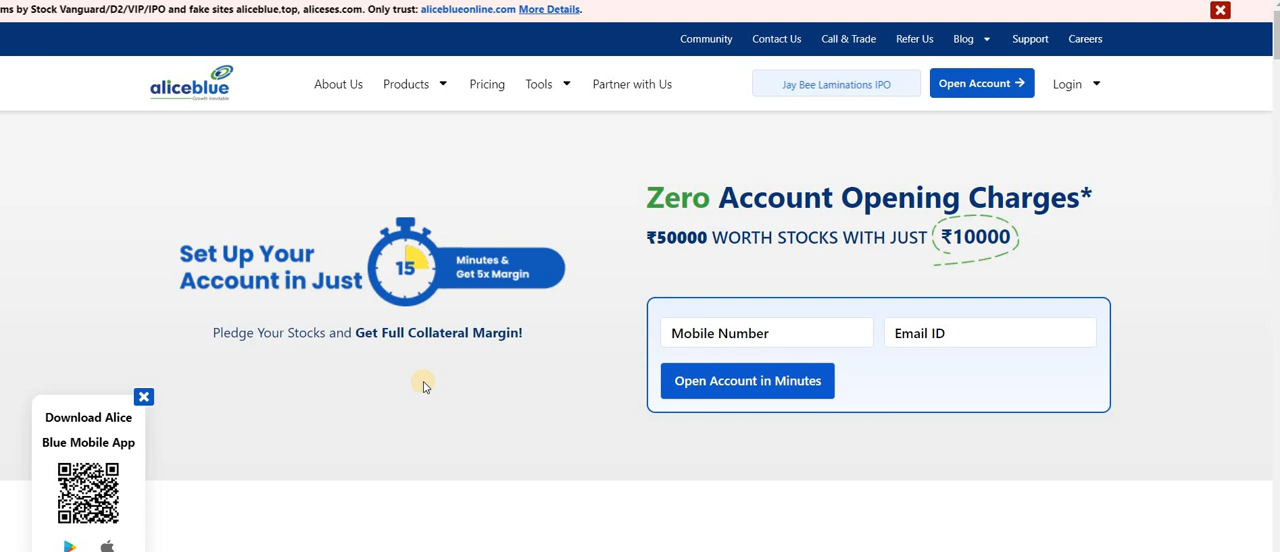 ms by Stock Vanguard/D2/VIP/IPO and fake sites aliceblue.top, aliceses.com. Only trust: aliceblueonline.com More Details.
Community Contact Us Call & Trade Refer Us Blog Support Careers
aliceblue
About Us Products Pricing Tools Partner with Us Jay Bee Laminations IPO Open Account → Login
Zero Account Opening Charges*
₹50000 WORTH STOCKS WITH JUST ₹10000
Set Up Your
Account in Just
15
Minutes &
Get 5x Margin
Pledge Your Stocks and Get Full Collateral Margin!
Mobile Number Email ID
Open Account in Minutes
Download Alice
Blue Mobile App